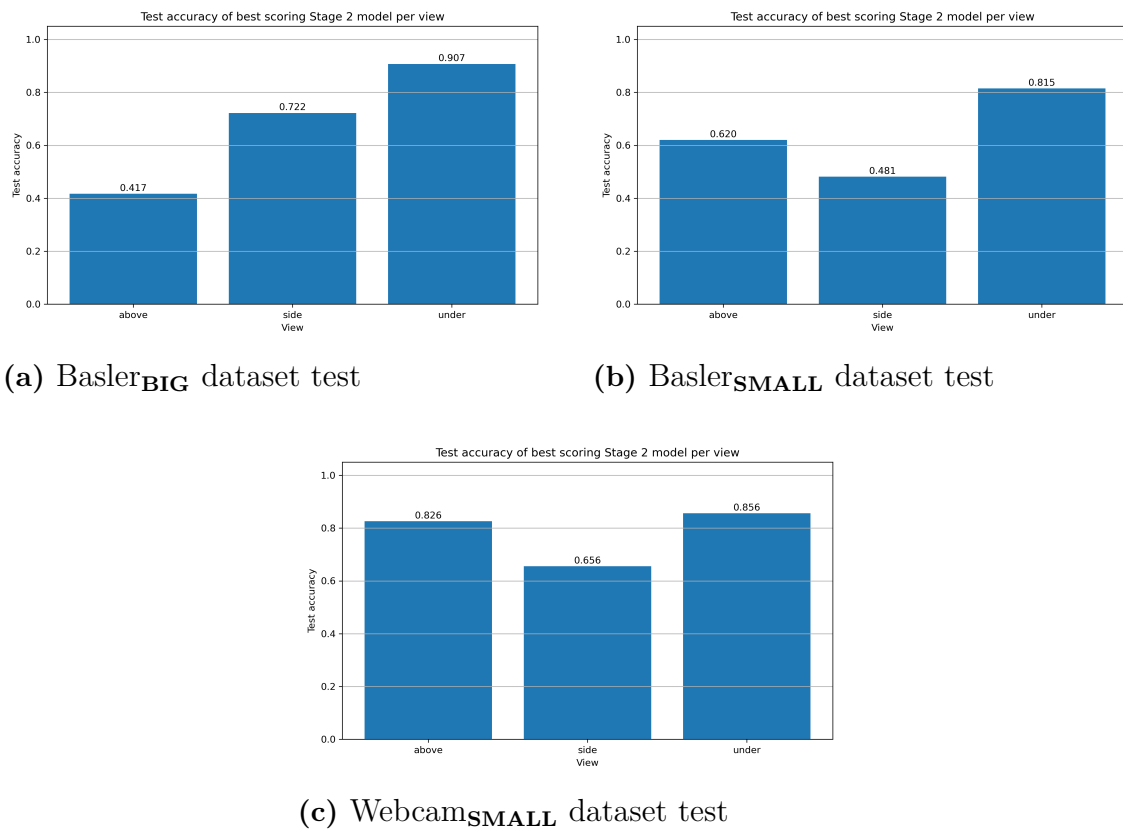 Test accuracy of best scoring Stage 2 model per view
1.0
0.8
0.6
0.4
0.2
0.0
Test accuracy
0.417
0.722
0.907
above side under
View
(a) BaslerBIG dataset test
Test accuracy of best scoring Stage 2 model per view
1.0
0.8
0.6
0.4
0.2
0.0
Test accuracy
0.620
0.481
0.815
above side under
View
(b) BaslerSMALL dataset test
Test accuracy of best scoring Stage 2 model per view
1.0
0.8
0.6
0.4
0.2
0.0
Test accuracy
0.826
0.656
0.856
above side under
View
(c) WebcamSMALL dataset test